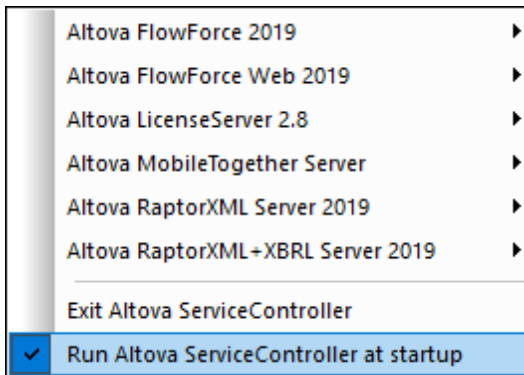 Altova FlowForce 2019
Altova FlowForce Web 2019
Altova LicenseServer 2.8
Altova MobileTogether Server
Altova RaptorXML Server 2019
Altova RaptorXML+XBRL Server 2019
Exit Altova ServiceController
Run Altova ServiceController at startup